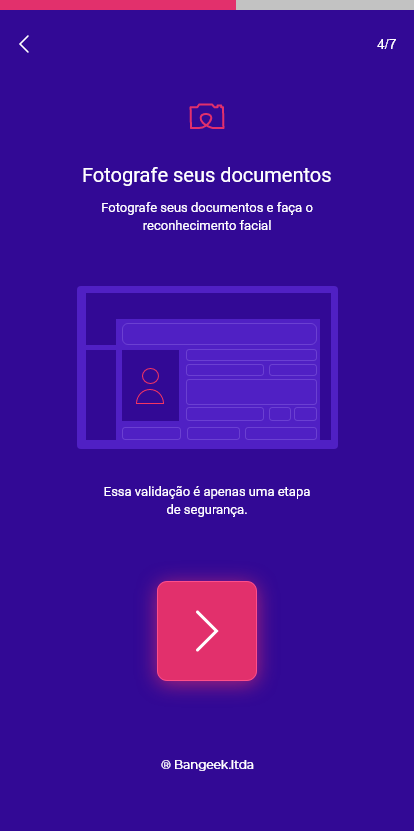 4/7
Fotografe seus documentos
Fotografe seus documentos e faça o
reconhecimento facial
Essa validação é apenas uma etapa
de segurança.
® Bangeek.ltda